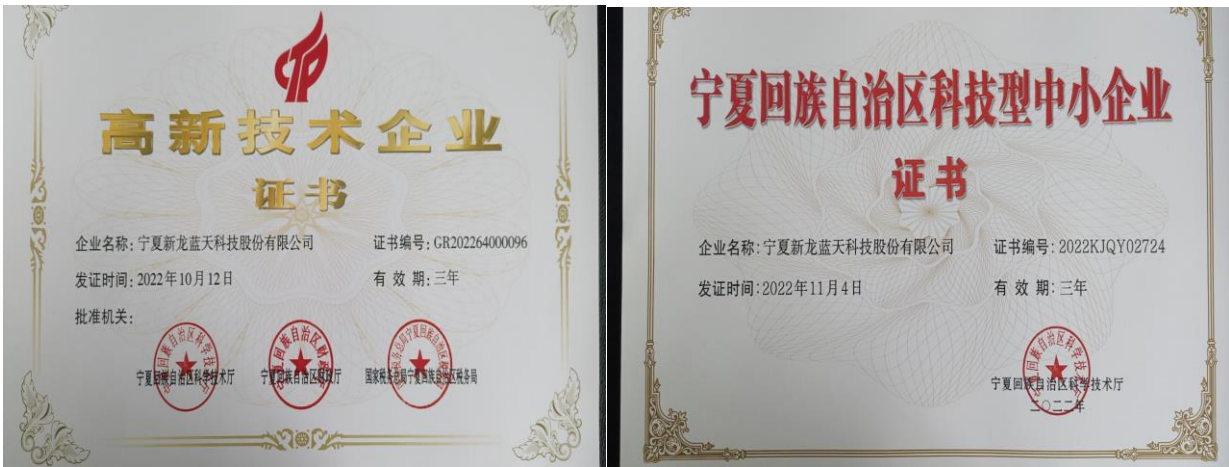 高新技术企业
证书
企业名称:宁夏新龙蓝天科技股份有限公司
证书编号:GR202264000096
发证时间:2022年10月12日
有效期:三年
批准机关:
宁夏回族自治区科学技术厅
宁夏回族自治区财政厅
国家税务总局宁夏回族自治区税务局
宁夏回族自治区科技型中小企业
证书
企业名称:宁夏新龙蓝天科技股份有限公司
证书编号:2022KJQY02724
发证时间:2022年11月4日
有效期:三年
宁夏回族自治区科学技术厅
二〇二二年